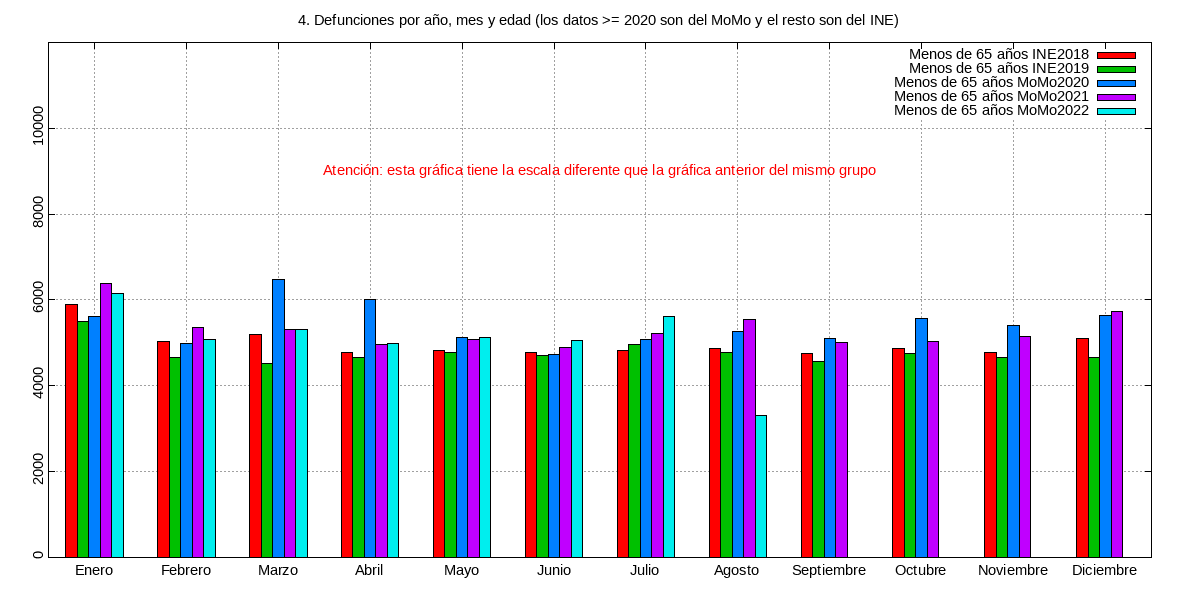 4. Defunciones por año, mes y edad (los datos >= 2020 son del MoMo y el resto son del INE)
Menos de 65 años INE2018
Menos de 65 años INE2019
Menos de 65 años MoMo2020
Menos de 65 años MoMo2021
Menos de 65 años MoMo2022
Atención: esta gráfica tiene la escala diferente que la gráfica anterior del mismo grupo
10000
8000
6000
4000
2000
0
Enero Febrero Marzo Abril Mayo Junio Julio Agosto Septiembre Octubre Noviembre Diciembre